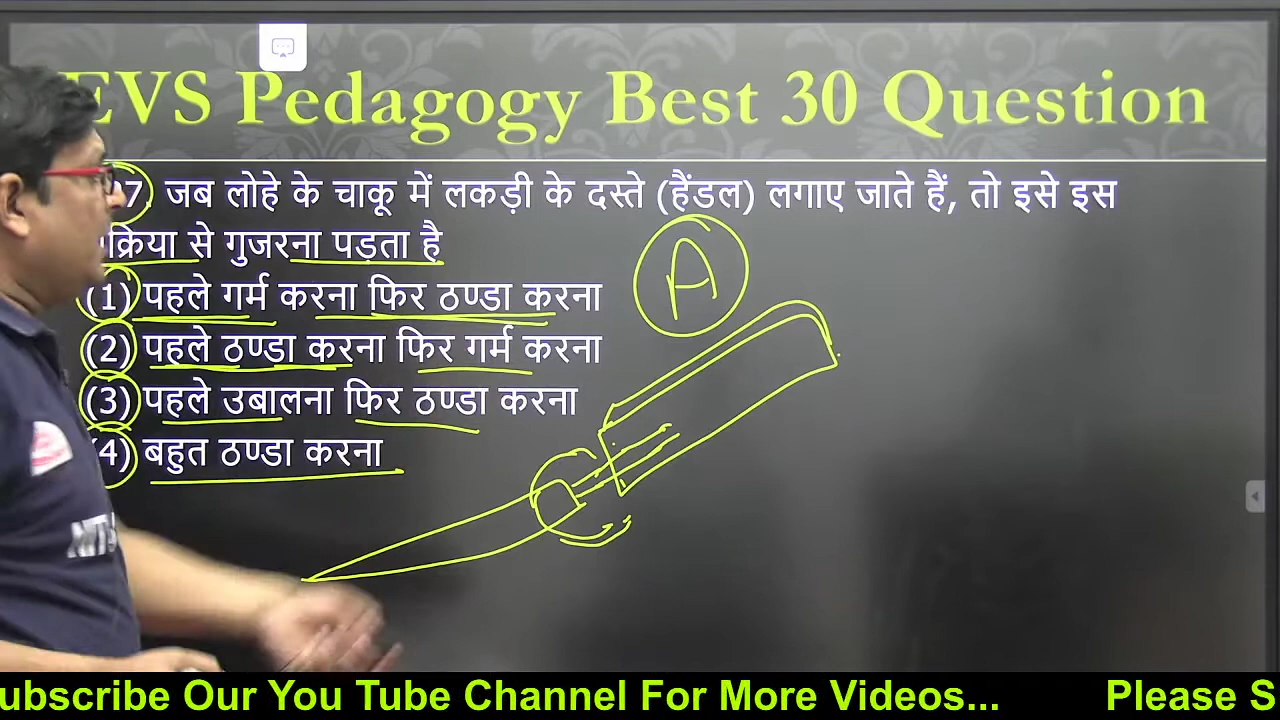 EVS Pedagogy Best 30 Question
7. जब लोहे के चाकू में लकड़ी के दस्ते (हैंडल) लगाए जाते हैं, तो इसे इस
क्रिया से गुजरना पड़ता है
(1) पहले गर्म करना फिर ठण्डा करना
A
(2) पहले ठण्डा करना फिर गर्म करना
(3) पहले उबालना फिर ठण्डा करना
(4) बहुत ठण्डा करना
ubscribe Our You Tube Channel For More Videos... Please S